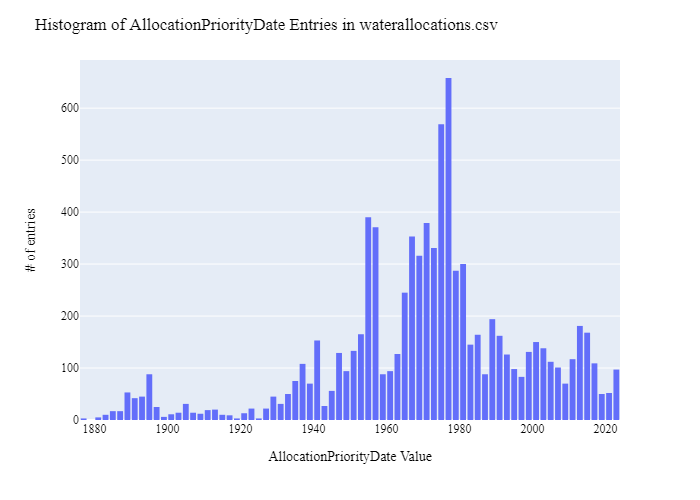 Histogram of AllocationPriorityDate Entries in waterallocations.csv
# of entries
600
500
400
300
200
100
0
1880 1900 1920 1940 1960 1980 2000 2020
AllocationPriorityDate Value